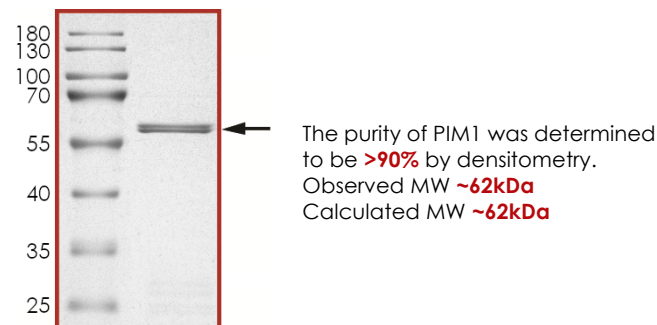 180
130
100
70
55
40
35
25
The purity of PIM1 was determined
to be >90% by densitometry.
Observed MW ~62kDa
Calculated MW ~62kDa